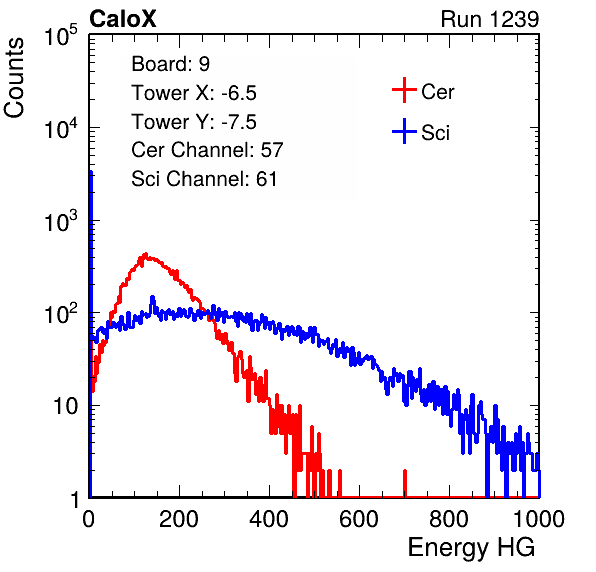 CaloX Run 1239
Counts
Board: 9
Tower X: -6.5
Tower Y: -7.5
Cer Channel: 57
Sci Channel: 61
Cer
Sci
10^5
10^4
10^3
10^2
10
1
0 200 400 600 800 1000
Energy HG